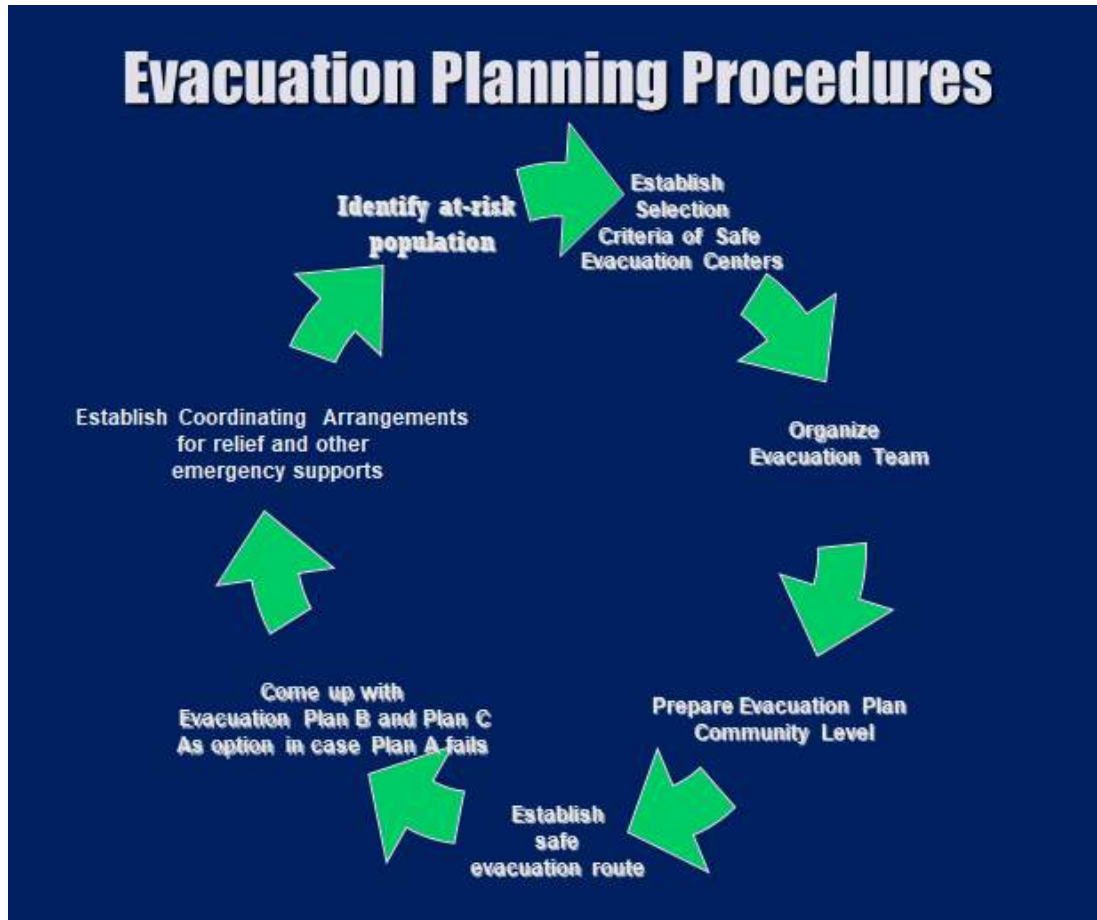 Evacuation Planning Procedures
Identify at-risk
population
Establish
Selection
Criteria of Safe
Evacuation Centers
Organize
Evacuation Team
Prepare Evacuation Plan
Community Level
Establish
safe
evacuation route
Come up with
Evacuation Plan B and Plan C
As option in case Plan A fails
Establish Coordinating Arrangements
for relief and other
emergency supports